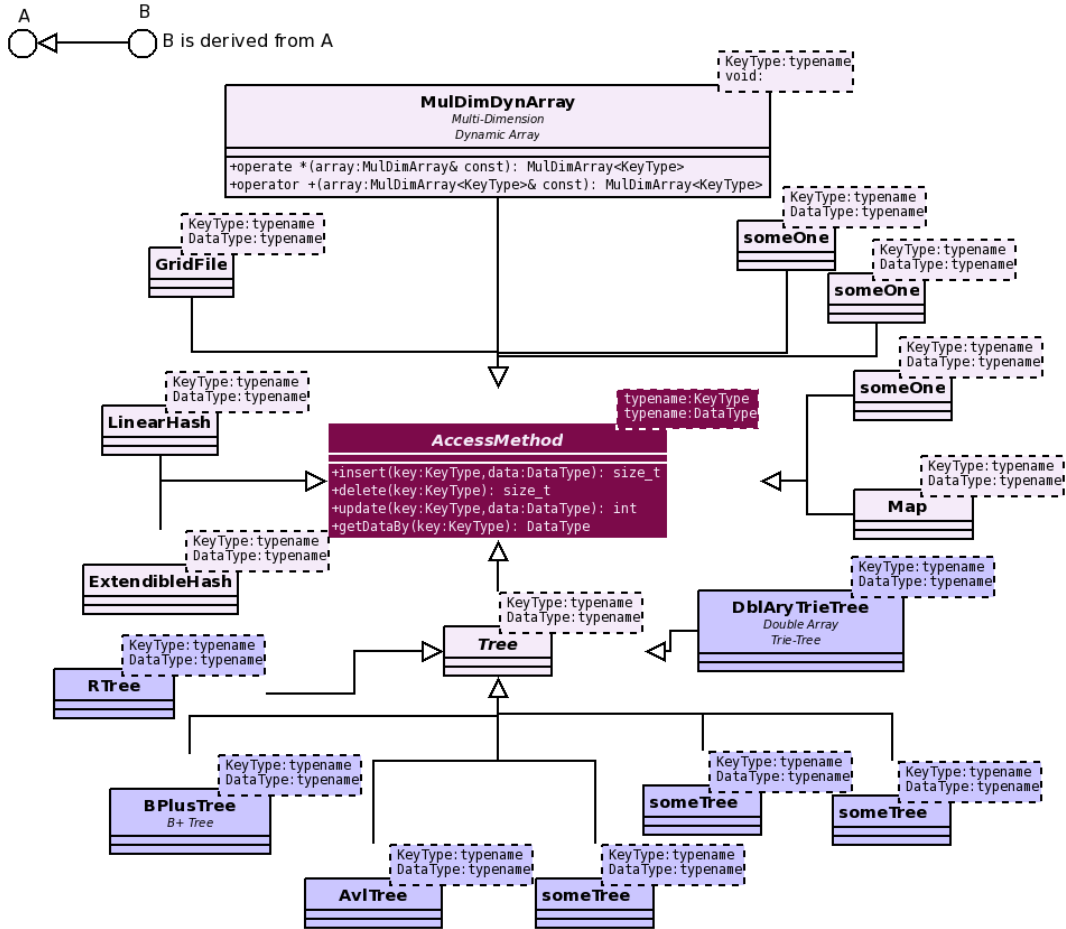 A
B
B is derived from A
KeyType:typename
void:
MulDimDynArray
Multi-Dimension
Dynamic Array
+operate *(array:MulDimArray& const): MulDimArray<KeyType>
+operator +(array:MulDimArray<KeyType>& const): MulDimArray<KeyType>
KeyType:typename
DataType:typename
GridFile
KeyType:typename
DataType:typename
someOne
KeyType:typename
DataType:typename
someOne
KeyType:typename
DataType:typename
someOne
KeyType:typename
DataType:typename
LinearHash
typename:KeyType
typename:DataType
AccessMethod
+insert(key:KeyType,data:DataType): size_t
+delete(key:KeyType): size_t
+update(key:KeyType,data:DataType): int
+getDataBy(key:KeyType): DataType
KeyType:typename
DataType:typename
Map
KeyType:typename
DataType:typename
ExtendibleHash
KeyType:typename
DataType:typename
Tree
KeyType:typename
DataType:typename
DblAryTrieTree
Double Array
Trie-Tree
KeyType:typename
DataType:typename
RTree
KeyType:typename
DataType:typename
BPlusTree
B+ Tree
KeyType:typename
DataType:typename
someTree
KeyType:typename
DataType:typename
someTree
KeyType:typename
DataType:typename
AvlTree
KeyType:typename
DataType:typename
someTree